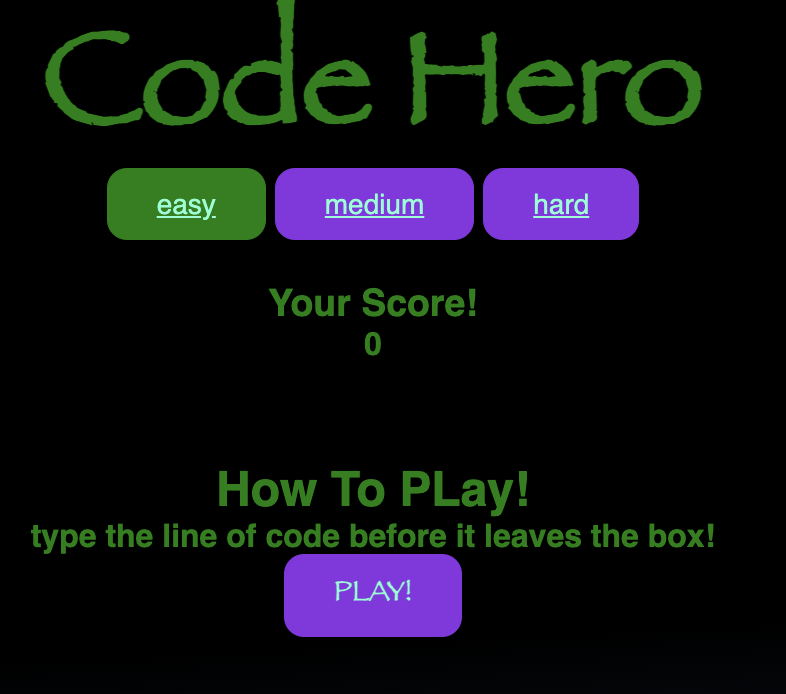 Code Hero
easy medium hard
Your Score!
0
How To PLay!
type the line of code before it leaves the box!
PLAY!